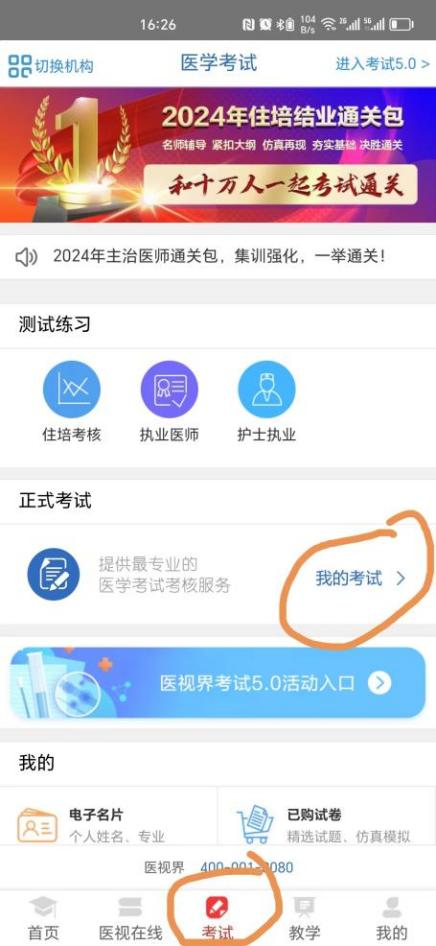 16:26
104
B/s
26
56
切换机构
医学考试
进入考试5.0 >
2024年住培结业通关包
名师辅导 紧扣大纲 仿真再现 夯实基础 决胜通关
和十万人一起考试通关
2024年主治医师通关包，集训强化，一举通关！
测试练习
住培考核
执业医师
护士执业
正式考试
提供最专业的
医学考试考核服务
我的考试 >
医视界考试5.0活动入口
我的
电子名片
个人姓名、专业
已购试卷
精选试题、仿真模拟
医视界
首页
医视在线
考试
教学
我的